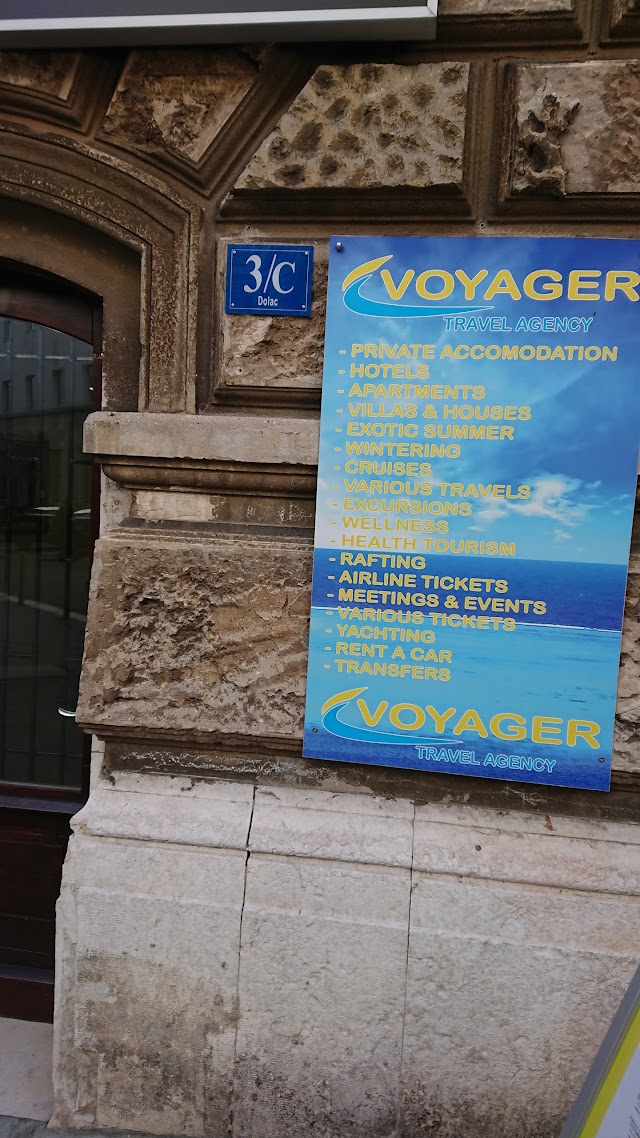 3/C
Dolac
VOYAGER
TRAVEL AGENCY
- PRIVATE ACCOMODATION
- HOTELS
- APARTMENTS
- VILLAS & HOUSES
- EXOTIC SUMMER
- WINTERING
- CRUISES
- VARIOUS TRAVELS
- EXCURSIONS
- WELLNESS
- HEALTH TOURISM
- RAFTING
- AIRLINE TICKETS
- MEETINGS & EVENTS
- VARIOUS TICKETS
- YACHTING
- RENT A CAR
- TRANSFERS
VOYAGER
TRAVEL AGENCY